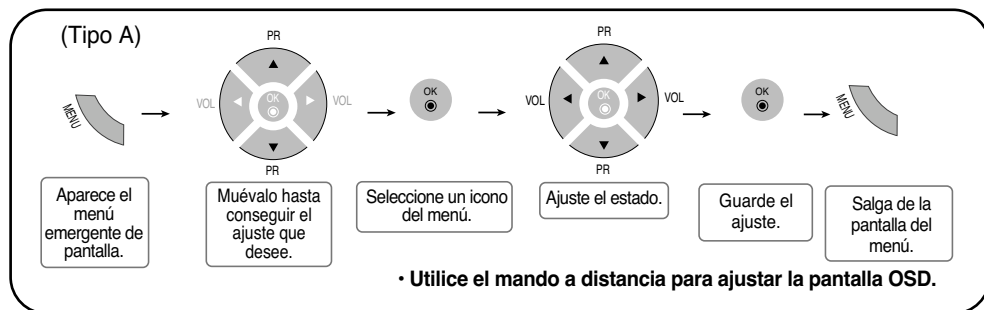 (Tipo A)
PR
PR
MENU
VOL
OK
VOL
OK
VOL
OK
VOL
OK
MENU
PR
PR
Aparece el
menú
emergente de
pantalla.
Muévalo hasta
conseguir el
ajuste que
desee.
Seleccione un icono
del menú.
Ajuste el estado.
Guarde el
ajuste.
Salga de la
pantalla del
menú.
• Utilice el mando a distancia para ajustar la pantalla OSD.